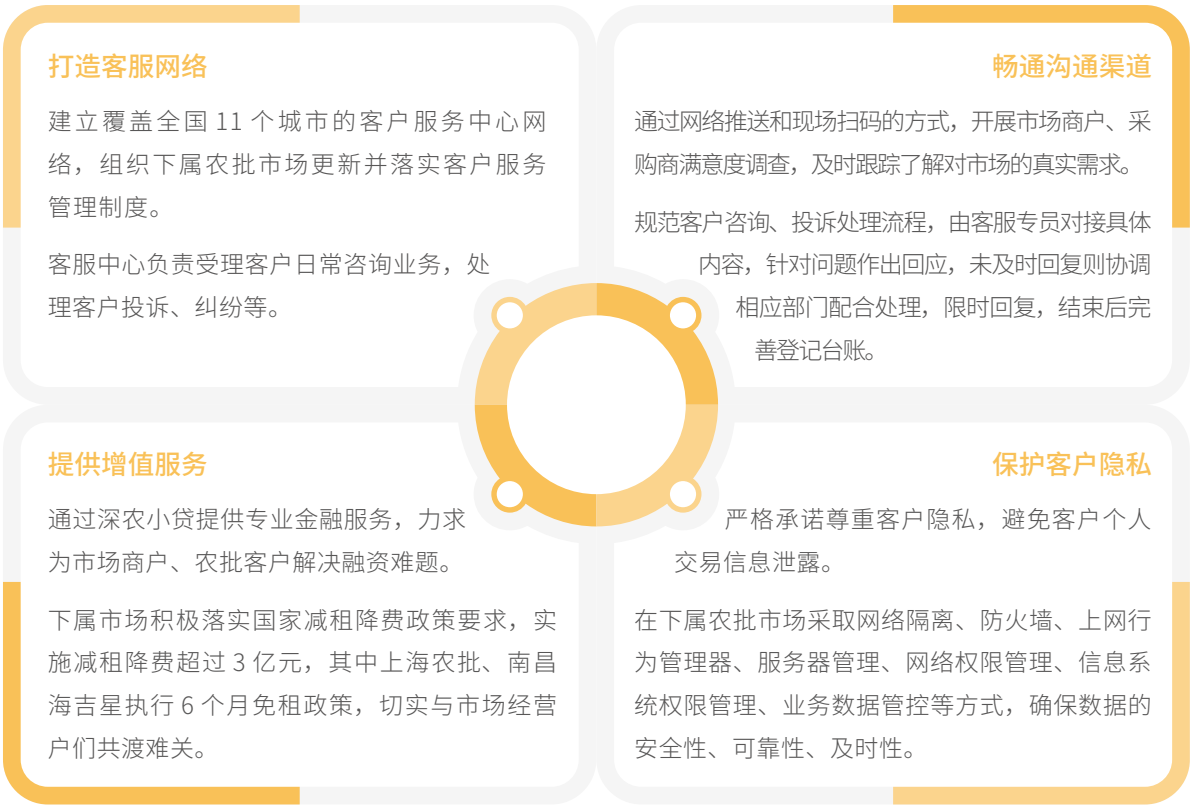 打造客服网络
建立覆盖全国 11 个城市的客户服务中心网
络，组织下属农批市场更新并落实客户服务
管理制度。
客服中心负责受理客户日常咨询业务，处
理客户投诉、纠纷等。
畅通沟通渠道
通过网络推送和现场扫码的方式，开展市场商户、采
购商满意度调查，及时跟踪了解对市场的真实需求。
规范客户咨询、投诉处理流程，由客服专员对接具体
内容，针对问题作出回应，未及时回复则协调
相应部门配合处理，限时回复，结束后完
善登记台账。
提供增值服务
通过深农小贷提供专业金融服务，力求
为市场商户、农批客户解决融资难题。
下属市场积极落实国家减租降费政策要求，实
施减租降费超过 3 亿元，其中上海农批、南昌
海吉星执行 6 个月免租政策，切实与市场经营
户们共渡难关。
保护客户隐私
严格承诺尊重客户隐私，避免客户个人
交易信息泄露。
在下属农批市场采取网络隔离、防火墙、上网行
为管理器、服务器管理、网络权限管理、信息系
统权限管理、业务数据管控等方式，确保数据的
安全性、可靠性、及时性。